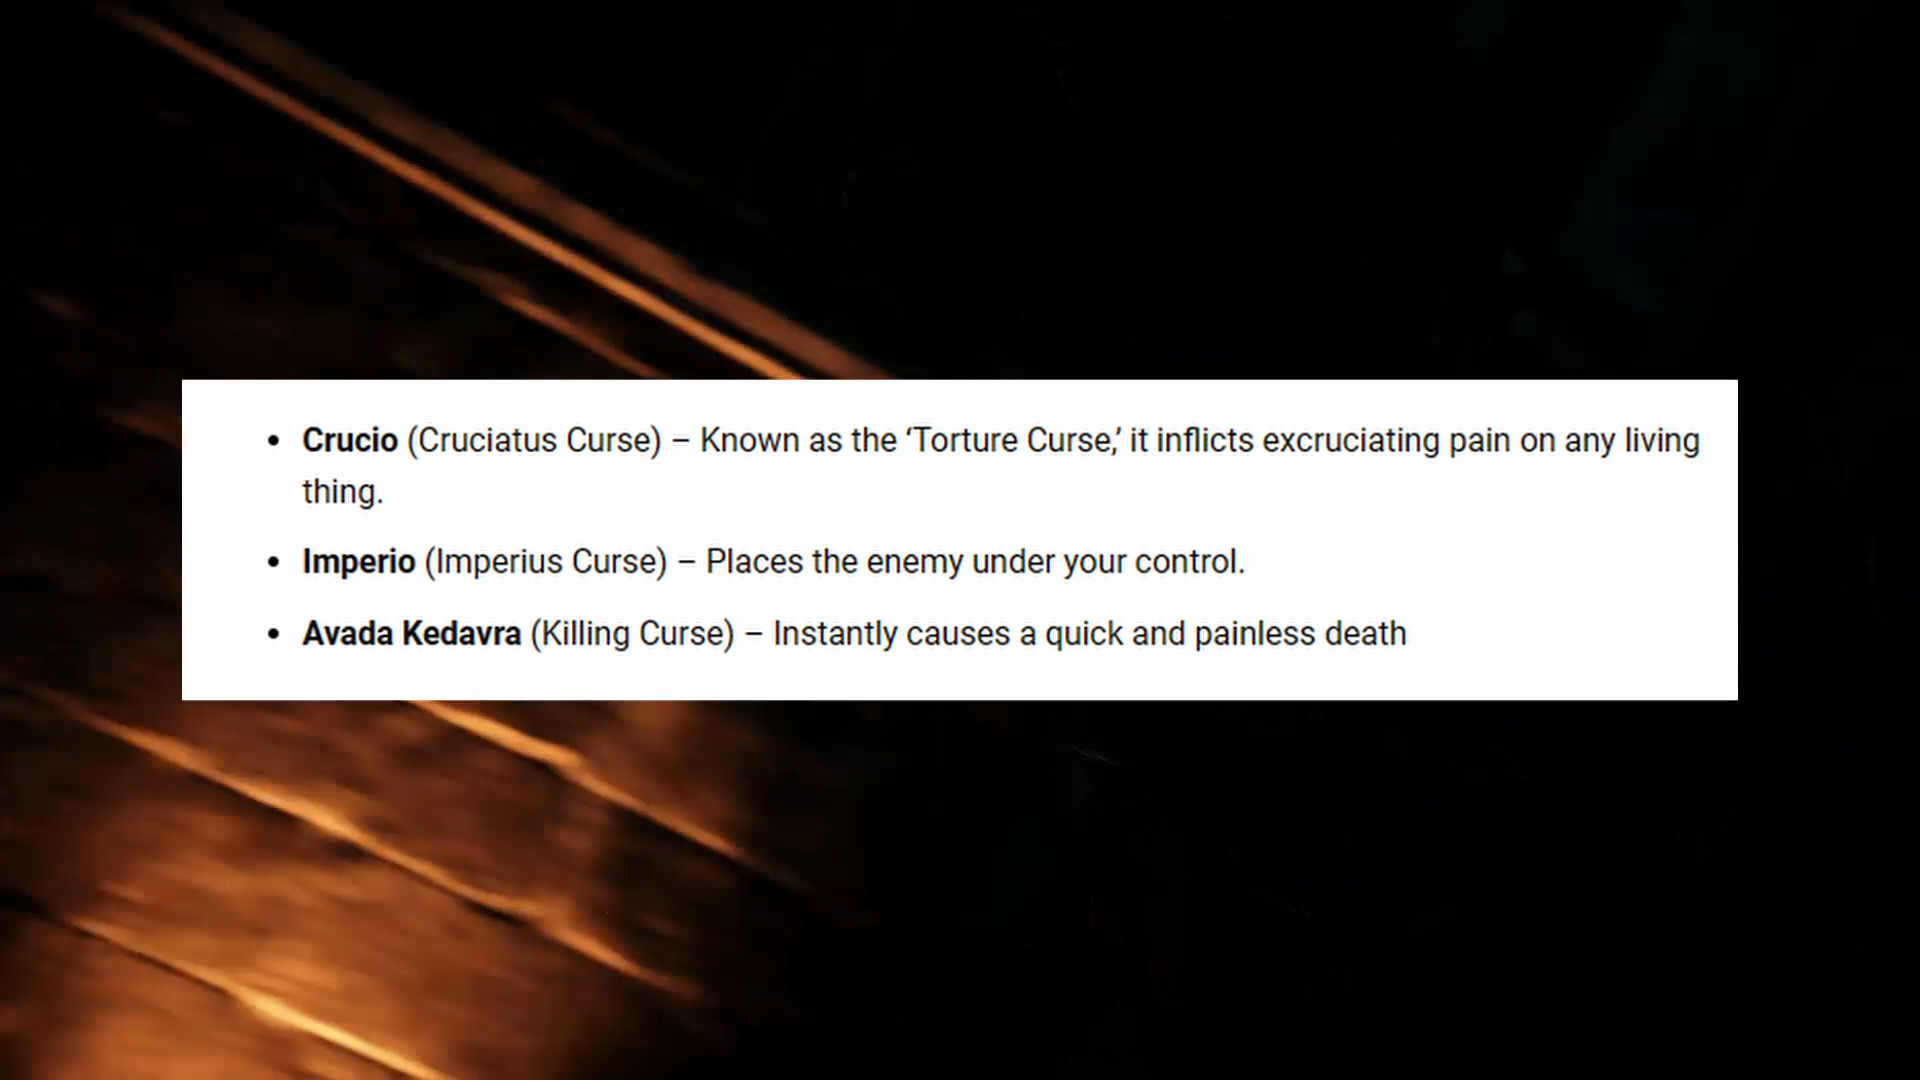 • Crucio (Cruciatus Curse) – Known as the ‘Torture Curse,’ it inflicts excruciating pain on any living
thing.
• Imperio (Imperius Curse) – Places the enemy under your control.
• Avada Kedavra (Killing Curse) – Instantly causes a quick and painless death